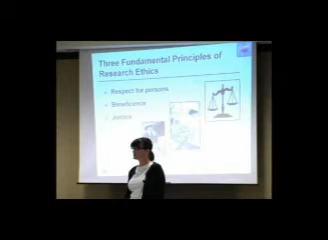 Three Fundamental Principles of
Research Ethics
Respect for persons
Beneficence
Justice